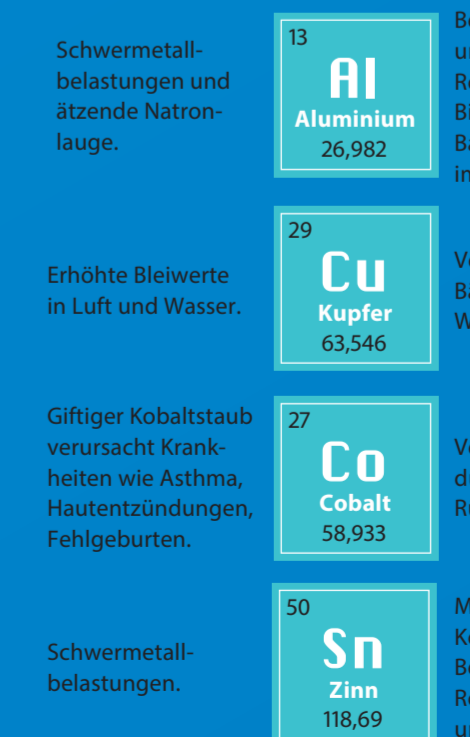 Schwermetall-
belastungen und
ätzende Natron-
lauge.
13
Al
Aluminium
26,982
Erhöhte Bleiwerte
in Luft und Wasser.
29
Cu
Kupfer
63,546
Giftiger Kobaltstaub
verursacht Krank-
heiten wie Asthma,
Hautentzündungen,
Fehlgeburten.
27
Co
Cobalt
58,933
Schwermetall-
belastungen.
50
Sn
Zinn
118,69